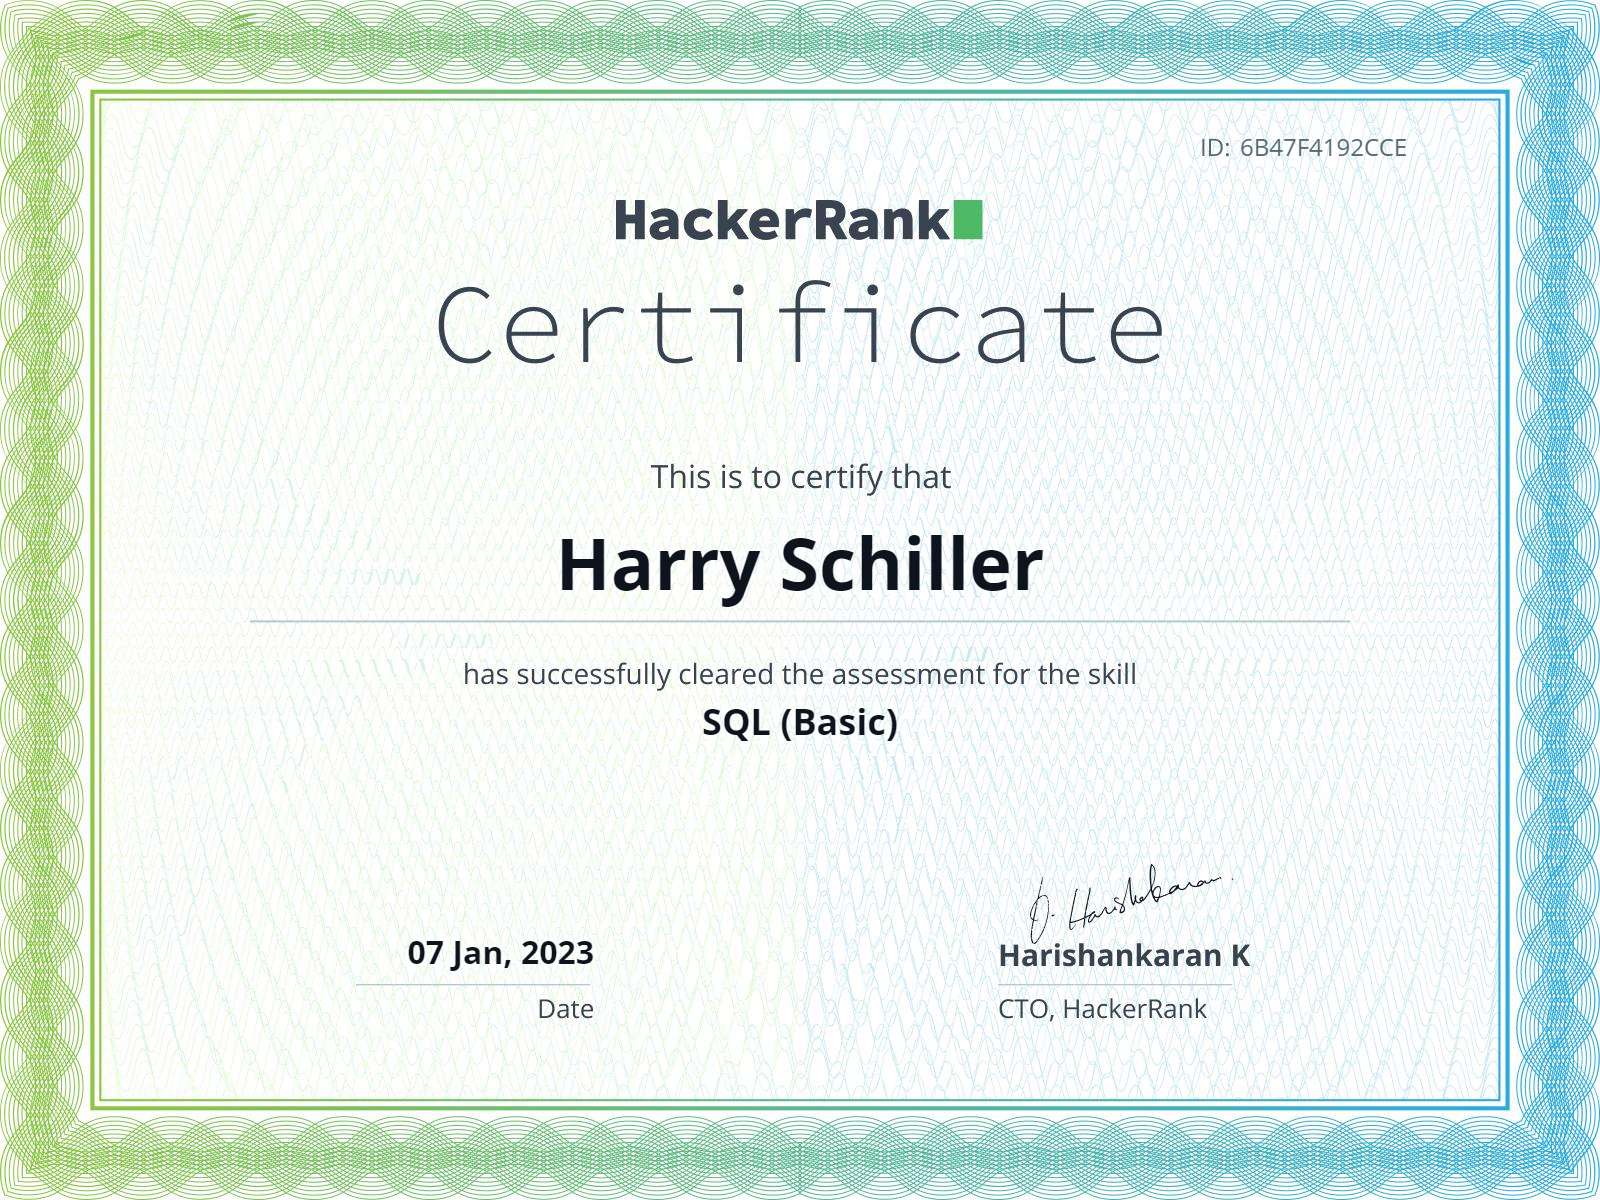 ID: 6B47F4192CCE
HackerRank
Certificate
This is to certify that
Harry Schiller
has successfully cleared the assessment for the skill
SQL (Basic)
J. Harishankaran
07 Jan, 2023
Harishankaran K
Date
CTO, HackerRank